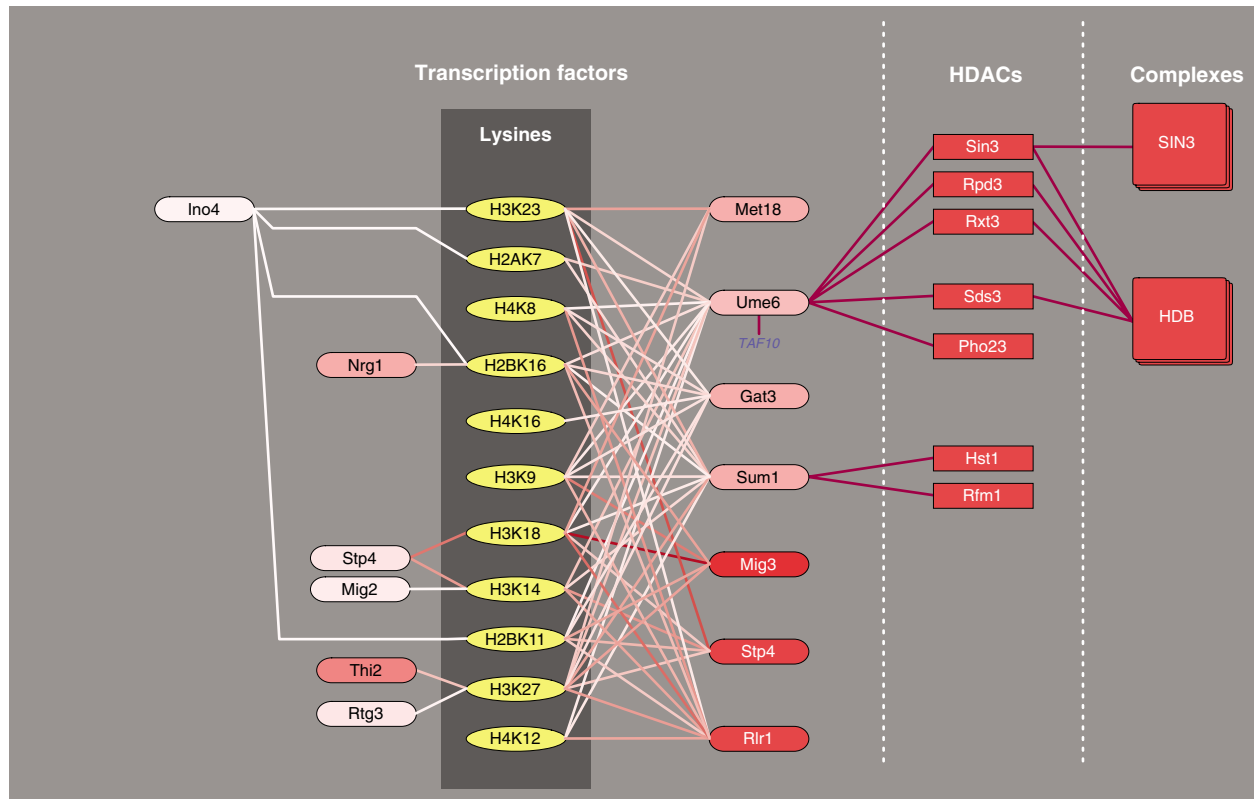 Transcription factors
HDACs
Complexes
Lysines
Sin3
SIN3
Rpd3
Ino4
H3K23
Met18
Rxt3
H2AK7
H4K8
Ume6
Sds3
HDB
TAF10
Pho23
Nrg1
H2BK16
Gat3
H4K16
Hst1
H3K9
Sum1
Rfm1
H3K18
Stp4
Mig3
Mig2
H3K14
H2BK11
Stp4
Thi2
H3K27
Rtg3
H4K12
Rlr1